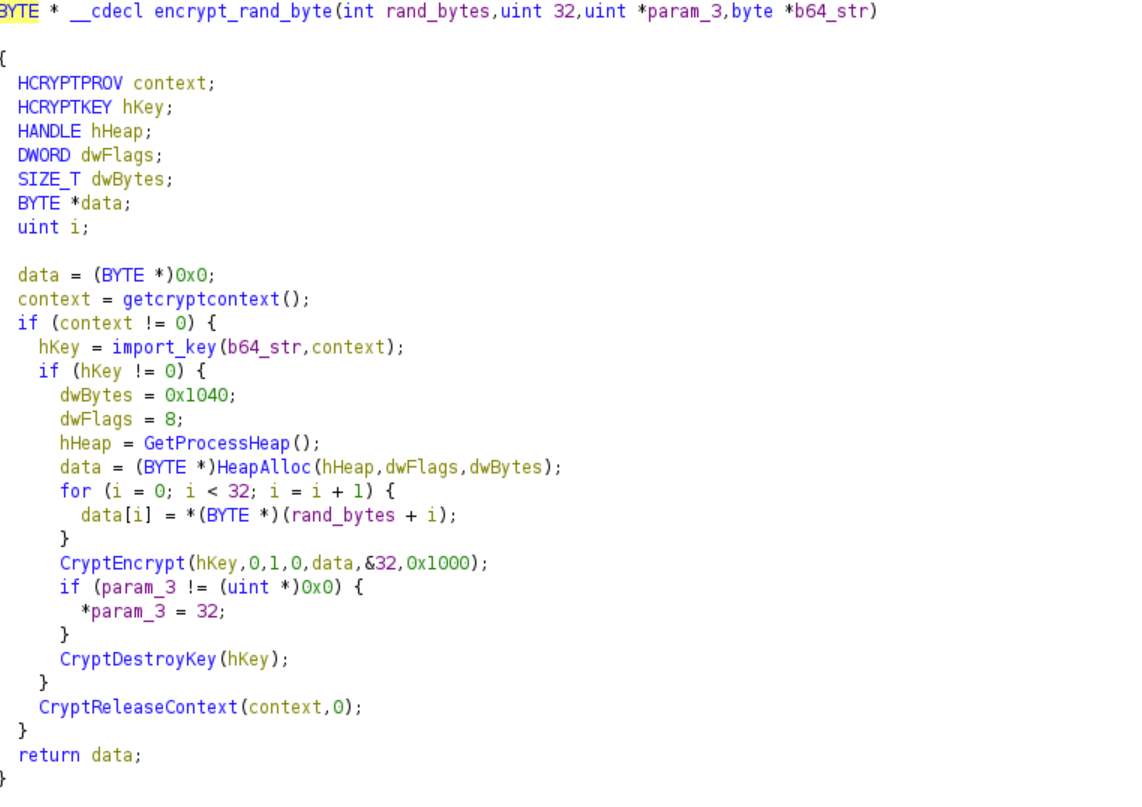 BYTE * __cdecl encrypt_rand_byte(int rand_bytes,uint 32,uint *param_3,byte *b64_str)
{
HCRYPTPROV context;
HCRYPTKEY hKey;
HANDLE hHeap;
DWORD dwFlags;
SIZE_T dwBytes;
BYTE *data;
uint i;
data = (BYTE *)0x0;
context = getcryptcontext();
if (context != 0) {
hKey = import_key(b64_str,context);
if (hKey != 0) {
dwBytes = 0x1040;
dwFlags = 8;
hHeap = GetProcessHeap();
data = (BYTE *)HeapAlloc(hHeap,dwFlags,dwBytes);
for (i = 0; i < 32; i = i + 1) {
data[i] = *(BYTE *)(rand_bytes + i);
}
CryptEncrypt(hKey,0,1,0,data,&32,0x1000);
if (param_3 != (uint *)0x0) {
*param_3 = 32;
}
CryptDestroyKey(hKey);
}
CryptReleaseContext(context,0);
}
return data;
}